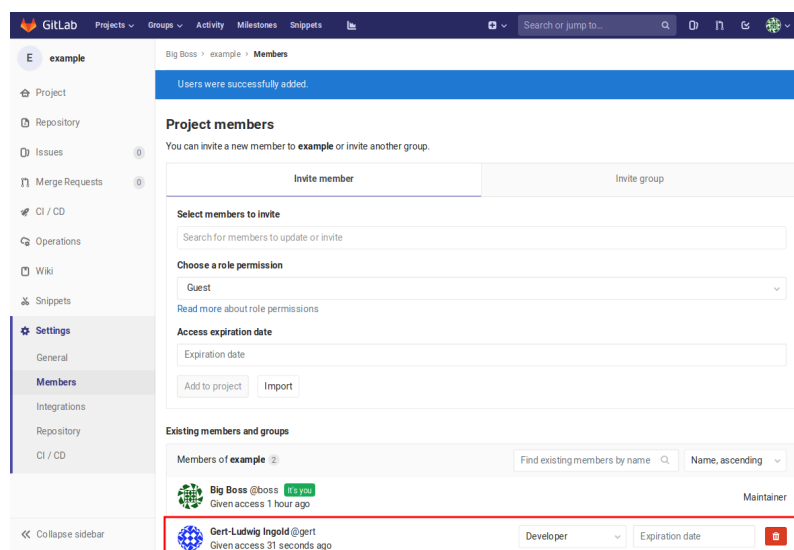 GitLab Projects Groups Activity Milestones Snippets Search or jump to...
E example
Big Boss > example > Members
Users were successfully added.
Project
Repository
Issues 0
Merge Requests 0
CI / CD
Operations
Wiki
Snippets
Settings
General
Members
Integrations
Repository
CI / CD
Collapse sidebar
Project members
You can invite a new member to example or invite another group.
Invite member Invite group
Select members to invite
Search for members to update or invite
Choose a role permission
Guest
Read more about role permissions
Access expiration date
Expiration date
Add to project Import
Existing members and groups
Members of example 2 Find existing members by name Name, ascending
Big Boss @boss It's you
Given access 1 hour ago Maintainer
Gert-Ludwig Ingold @gert Developer Expiration date
Given access 31 seconds ago